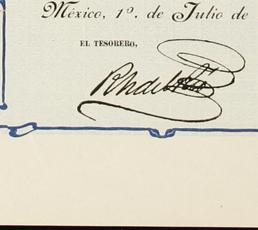 México, 1º. de Julio de
EL TESORERO,